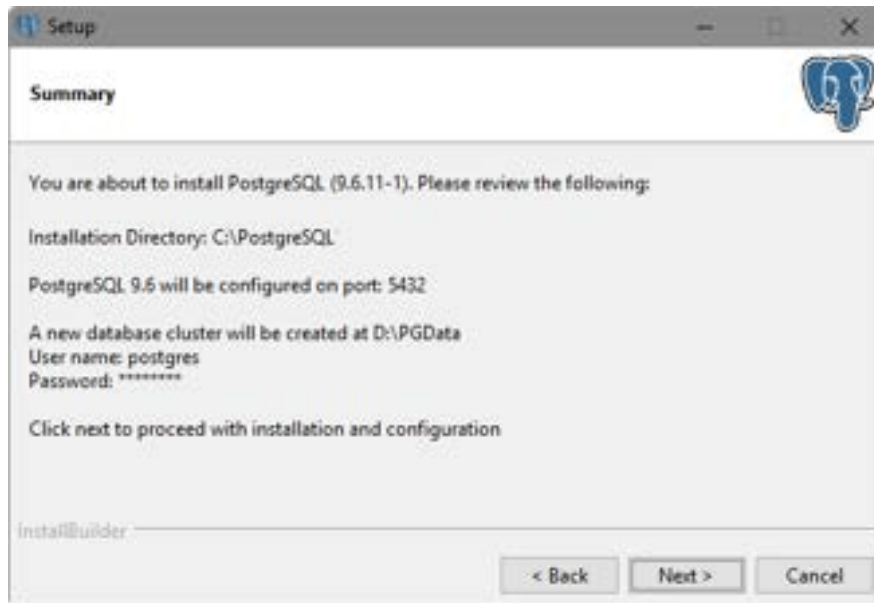 Setup
Summary
You are about to install PostgreSQL (9.6.11-1). Please review the following:
Installation Directory: C:\PostgreSQL
PostgreSQL 9.6 will be configured on port: 5432
A new database cluster will be created at D:\PGData
User name: postgres
Password: ********
Click next to proceed with installation and configuration
InstallBuilder
< Back
Next >
Cancel